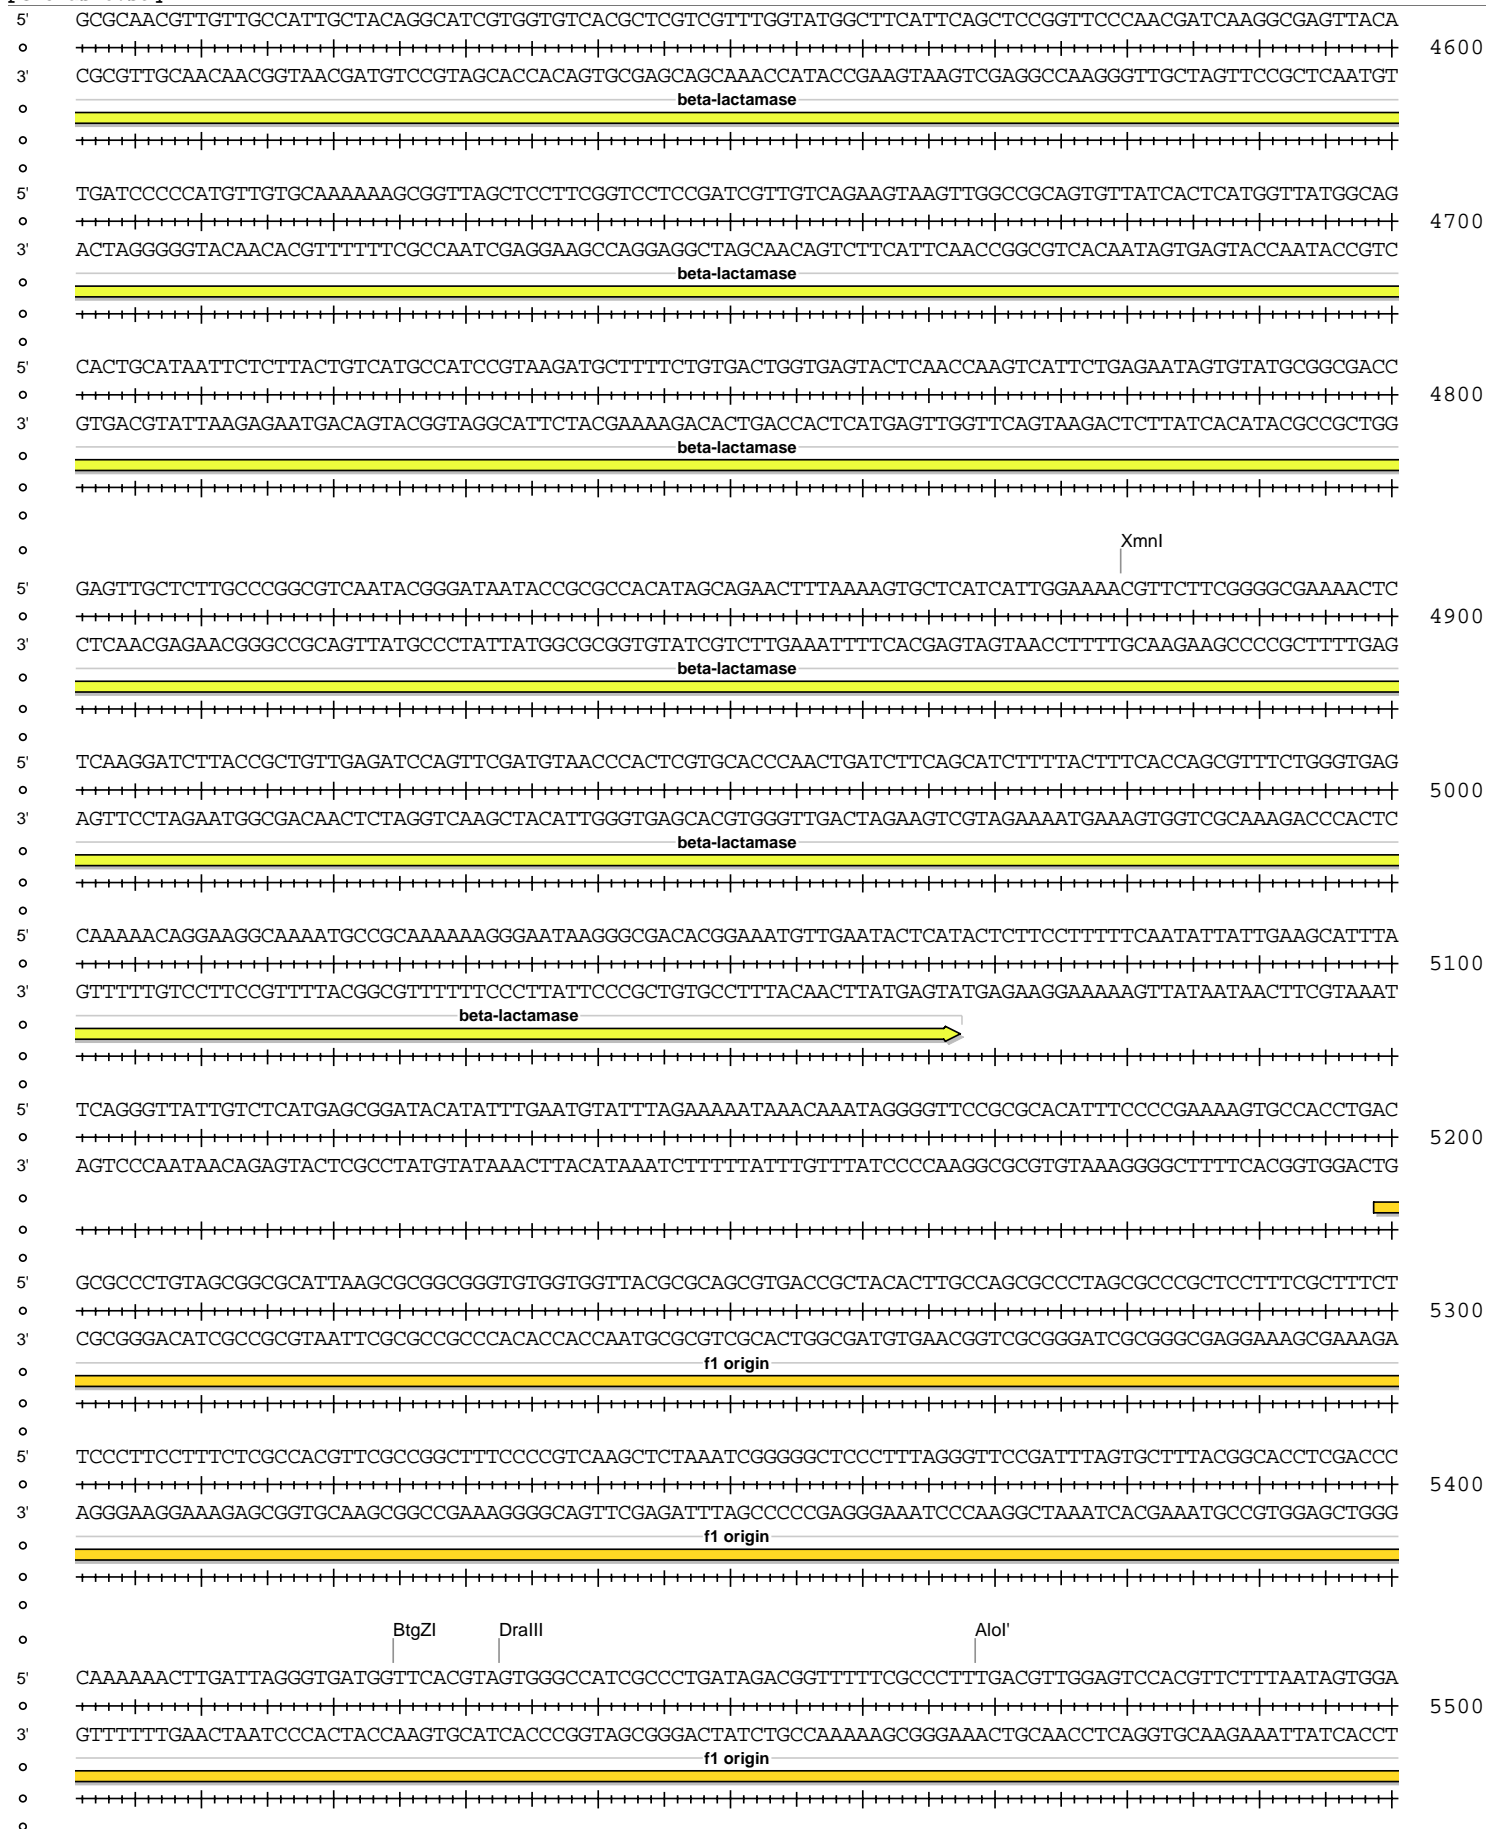 5' GCGCAACGTTGTTGCCATTGCTACAGGCATCGTGGTGTCACGCTCGTCGTTTGGTATGGCTTCATTCAGCTCCGGTTCCCAACGATCAAGGCGAGTTACA
4600
3' CGCGTTGCAACAACGGTAACGATGTCCGTAGCACCACAGTGCGAGCAGCAAACCATACCGAAGTAAGTCGAGGCCAAGGGTTGCTAGTTCCGCTCAATGT
beta-lactamase
5' TGATCCCCCATGTTGTGCAAAAAAGCGGTTAGCTCCTTCGGTCCTCCGATCGTTGTCAGAAGTAAGTTGGCCGCAGTGTTATCACTCATGGTTATGGCAG
4700
3' ACTAGGGGGTACAACACGTTTTTTCGCCAATCGAGGAAGCCAGGAGGCTAGCAACAGTCTTCATTCAACCGGCGTCACAATAGTGAGTACCAATACCGTC
beta-lactamase
5' CACTGCATAATTCTCTTACTGTCATGCCATCCGTAAGATGCTTTTCTGTGACTGGTGAGTACTCAACCAAGTCATTCTGAGAATAGTGTATGCGGCGACC
4800
3' GTGACGTATTAAGAGAATGACAGTACGGTAGGCATTCTACGAAAAGACACTGACCACTCATGAGTTGGTTCAGTAAGACTCTTATCACATACGCCGCTGG
beta-lactamase
XmnI
5' GAGTTGCTCTTGCCCGGCGTCAATACGGGATAATACCGCGCCACATAGCAGAACTTTAAAAGTGCTCATCATTGGAAAACGTTCTTCGGGGCGAAAACTC
4900
3' CTCAACGAGAACGGGCCGCAGTTATGCCCTATTATGGCGCGGTGTATCGTCTTGAAATTTTCACGAGTAGTAACCTTTTGCAAGAAGCCCCGCTTTTGAG
beta-lactamase
5' TCAAGGATCTTACCGCTGTTGAGATCCAGTTCGATGTAACCCACTCGTGCACCCAACTGATCTTCAGCATCTTTTACTTTCACCAGCGTTTCTGGGTGAG
5000
3' AGTTCCTAGAATGGCGACAACTCTAGGTCAAGCTACATTGGGTGAGCACGTGGGTTGACTAGAAGTCGTAGAAAATGAAAGTGGTCGCAAAGACCCACTC
beta-lactamase
5' CAAAAACAGGAAGGCAAAATGCCGCAAAAAAGGGAATAAGGGCGACACGGAAATGTTGAATACTCATACTCTTCCTTTTTCAATATTATTGAAGCATTTA
5100
3' GTTTTTGTCCTTCCGTTTTACGGCGTTTTTTCCCTTATTCCCGCTGTGCCTTTACAACTTATGAGTATGAGAAGGAAAAAGTTATAATAACTTCGTAAAT
beta-lactamase
5' TCAGGGTTATTGTCTCATGAGCGGATACATATTTGAATGTATTTAGAAAAATAAACAAATAGGGGTTCCGCGCACATTTCCCCGAAAAGTGCCACCTGAC
5200
3' AGTCCCAATAACAGAGTACTCGCCTATGTATAAACTTACATAAATCTTTTTATTTGTTTATCCCCAAGGCGCGTGTAAAGGGGCTTTTCACGGTGGACTG
5' GCGCCCTGTAGCGGCGCATTAAGCGCGGCGGGTGTGGTGGTTACGCGCAGCGTGACCGCTACACTTGCCAGCGCCCTAGCGCCCGCTCCTTTCGCTTTCT
5300
3' CGCGGGACATCGCCGCGTAATTCGCGCCGCCCACACCACCAATGCGCGTCGCACTGGCGATGTGAACGGTCGCGGGATCGCGGGCGAGGAAAGCGAAAGA
f1 origin
5' TCCCTTCCTTTCTCGCCACGTTCGCCGGCTTTCCCCGTCAAGCTCTAAATCGGGGGCTCCCTTTAGGGTTCCGATTTAGTGCTTTACGGCACCTCGACCC
5400
3' AGGGAAGGAAAGAGCGGTGCAAGCGGCCGAAAGGGGCAGTTCGAGATTTAGCCCCCGAGGGAAATCCCAAGGCTAAATCACGAAATGCCGTGGAGCTGGG
f1 origin
BtgZI DraIII AloI'
5' CAAAAAACTTGATTAGGGTGATGGTTCACGTAGTGGGCCATCGCCCTGATAGACGGTTTTTCGCCCTTTGACGTTGGAGTCCACGTTCTTTAATAGTGGA
5500
3' GTTTTTTGAACTAATCCCACTACCAAGTGCATCACCCGGTAGCGGGACTATCTGCCAAAAAGCGGGAAACTGCAACCTCAGGTGCAAGAAATTATCACCT
f1 origin